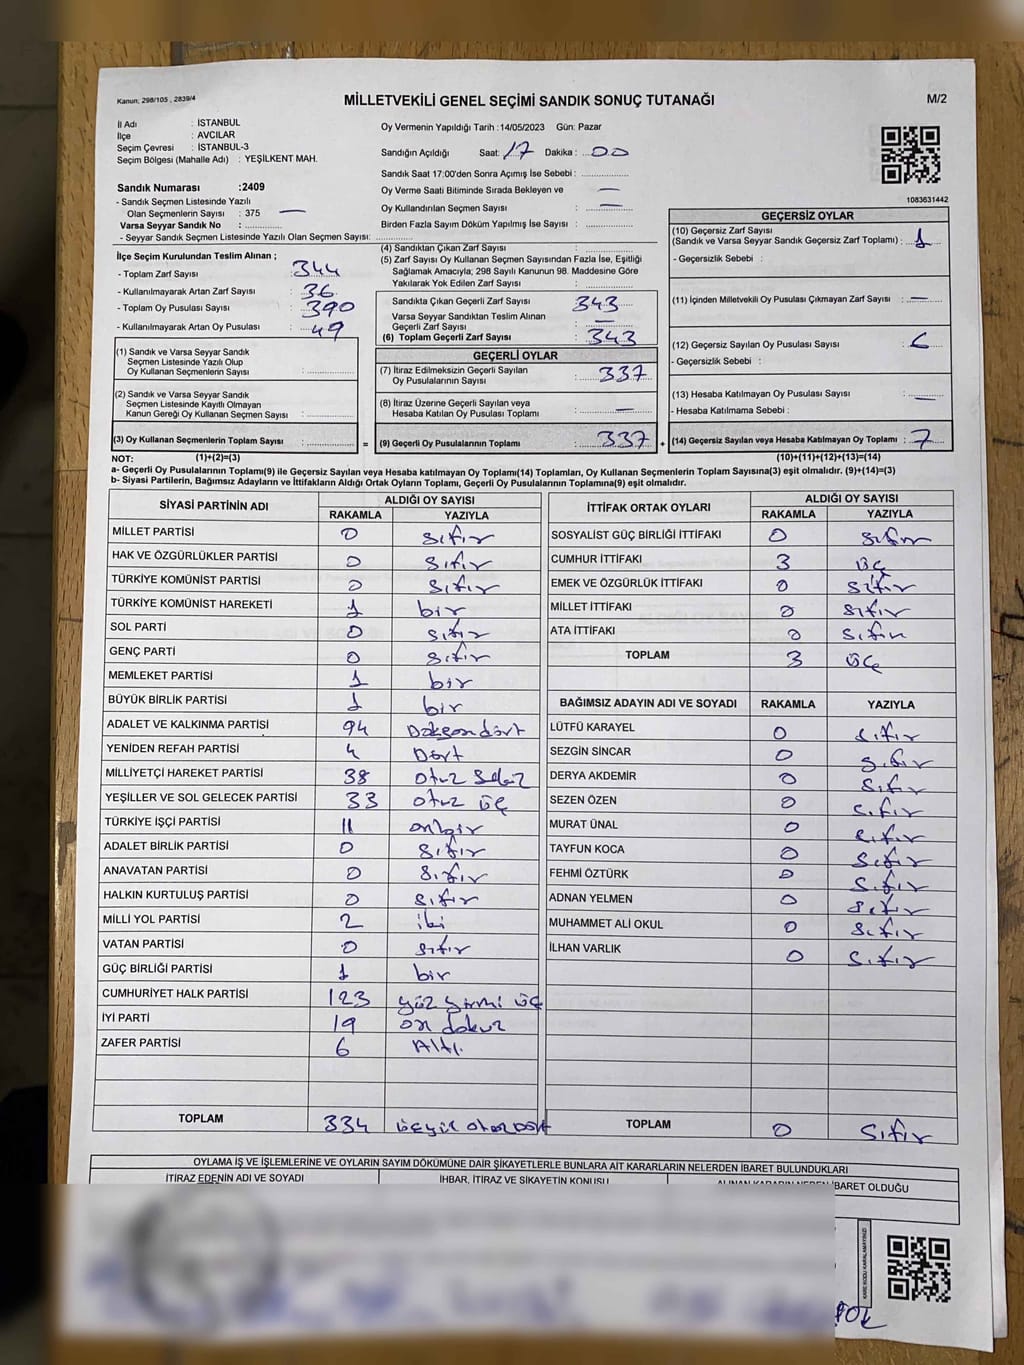 Kanun, 298/105 , 2839/4
MİLLETVEKİLİ GENEL SEÇİMİ SANDIK SONUÇ TUTANAĞI
M/2
İl Adı : İSTANBUL
İlçe : AVCILAR
Seçim Çevresi : İSTANBUL-3
Seçim Bölgesi (Mahalle Adı) : YEŞİLKENT MAH.
Sandık Numarası :2409
- Sandık Seçmen Listesinde Yazılı
Olan Seçmenlerin Sayısı : 375 —
Varsa Seyyar Sandık No :
- Seyyar Sandık Seçmen Listesinde Yazılı Olan Seçmen Sayısı:
İlçe Seçim Kurulundan Teslim Alınan ;
- Toplam Zarf Sayısı : 344
- Kullanılmayarak Artan Zarf Sayısı : 36
- Toplam Oy Pusulası Sayısı : 390
- Kullanılmayarak Artan Oy Pusulası : 49
(1) Sandık ve Varsa Seyyar Sandık
Seçmen Listesinde Yazılı Olup
Oy Kullanan Seçmenlerin Sayısı :
(2) Sandık ve Varsa Seyyar Sandık
Seçmen Listesinde Kayıtlı Olmayan
Kanun Gereği Oy Kullanan Seçmen Sayısı :
(3) Oy Kullanan Seçmenlerin Toplam Sayısı :
Oy Vermenin Yapıldığı Tarih :14/05/2023 Gün: Pazar
Sandığın Açıldığı Saat: 17 Dakika : 00
Sandık Saat 17:00'den Sonra Açımış İse Sebebi :
Oy Verme Saati Bitiminde Sırada Bekleyen ve —
Oy Kullandırılan Seçmen Sayısı : —
Birden Fazla Sayım Döküm Yapılmış İse Sayısı :
(4) Sandıktan Çıkan Zarf Sayısı :
(5) Zarf Sayısı Oy Kullanan Seçmen Sayısından Fazla İse, Eşitliği
Sağlamak Amacıyla; 298 Sayılı Kanunun 98. Maddesine Göre
Yakılarak Yok Edilen Zarf Sayısı :
Sandıkta Çıkan Geçerli Zarf Sayısı : 343
Varsa Seyyar Sandıktan Teslim Alınan
Geçerli Zarf Sayısı : —
(6) Toplam Geçerli Zarf Sayısı : 343
GEÇERLİ OYLAR
(7) İtiraz Edilmeksizin Geçerli Sayılan
Oy Pusulalarının Sayısı : 337
(8) İtiraz Üzerine Geçerli Sayılan veya
Hesaba Katılan Oy Pusulası Toplamı : —
= (9) Geçerli Oy Pusulalarının Toplamı : 337 +
1083631442
GEÇERSİZ OYLAR
(10) Geçersiz Zarf Sayısı
(Sandık ve Varsa Seyyar Sandık Geçersiz Zarf Toplamı) : 1
- Geçersizlik Sebebi :
(11) İçinden Milletvekili Oy Pusulası Çıkmayan Zarf Sayısı : —
(12) Geçersiz Sayılan Oy Pusulası Sayısı : 6
- Geçersizlik Sebebi :
(13) Hesaba Katılmayan Oy Pusulası Sayısı : —
- Hesaba Katılmama Sebebi :
(14) Geçersiz Sayılan veya Hesaba Katılmayan Oy Toplamı : 7
NOT: (1)+(2)=(3) (10)+(11)+(12)+(13)=(14)
a- Geçerli Oy Pusulalarının Toplamı(9) ile Geçersiz Sayılan veya Hesaba katılmayan Oy Toplamı(14) Toplamları, Oy Kullanan Seçmenlerin Toplam Sayısına(3) eşit olmalıdır. (9)+(14)=(3)
b- Siyasi Partilerin, Bağımsız Adayların ve İttifakların Aldığı Ortak Oyların Toplamı, Geçerli Oy Pusulalarının Toplamına(9) eşit olmalıdır.
SİYASİ PARTİNİN ADI ALDIĞI OY SAYISI
RAKAMLA YAZIYLA
MİLLET PARTİSİ 0 sıfır
HAK VE ÖZGÜRLÜKLER PARTİSİ 0 sıfır
TÜRKİYE KOMÜNİST PARTİSİ 0 sıfır
TÜRKİYE KOMÜNİST HAREKETİ 1 bir
SOL PARTİ 0 sıfır
GENÇ PARTİ 0 sıfır
MEMLEKET PARTİSİ 1 bir
BÜYÜK BİRLİK PARTİSİ 1 bir
ADALET VE KALKINMA PARTİSİ 94 Doksan dört
YENİDEN REFAH PARTİSİ 4 Dört
MİLLİYETÇİ HAREKET PARTİSİ 38 otuz sekiz
YEŞİLLER VE SOL GELECEK PARTİSİ 33 otuz üç
TÜRKİYE İŞÇİ PARTİSİ 11 onbir
ADALET BİRLİK PARTİSİ 0 sıfır
ANAVATAN PARTİSİ 0 sıfır
HALKIN KURTULUŞ PARTİSİ 0 sıfır
MİLLİ YOL PARTİSİ 2 iki
VATAN PARTİSİ 0 sıfır
GÜÇ BİRLİĞİ PARTİSİ 1 bir
CUMHURİYET HALK PARTİSİ 123 yüz yirmi üç
İYİ PARTİ 19 on dokuz
ZAFER PARTİSİ 6 Altı
TOPLAM 334 üçyüz otuz Dört
İTTİFAK ORTAK OYLARI ALDIĞI OY SAYISI
RAKAMLA YAZIYLA
SOSYALİST GÜÇ BİRLİĞİ İTTİFAKI 0 sıfır
CUMHUR İTTİFAKI 3 üç
EMEK VE ÖZGÜRLÜK İTTİFAKI 0 sıfır
MİLLET İTTİFAKI 0 sıfır
ATA İTTİFAKI 0 sıfır
TOPLAM 3 üç
BAĞIMSIZ ADAYIN ADI VE SOYADI RAKAMLA YAZIYLA
LÜTFÜ KARAYEL 0 sıfır
SEZGİN SİNCAR 0 sıfır
DERYA AKDEMİR 0 sıfır
SEZEN ÖZEN 0 sıfır
MURAT ÜNAL 0 sıfır
TAYFUN KOCA 0 sıfır
FEHMİ ÖZTÜRK 0 sıfır
ADNAN YELMEN 0 sıfır
MUHAMMET ALİ OKUL 0 sıfır
İLHAN VARLIK 0 sıfır
TOPLAM 0 sıfır
OYLAMA İŞ VE İŞLEMLERİNE VE OYLARIN SAYIM DÖKÜMÜNE DAİR ŞİKAYETLERLE BUNLARA AİT KARARLARIN NELERDEN İBARET BULUNDUKLARI
İTİRAZ EDENİN ADI VE SOYADI İHBAR, İTİRAZ VE ŞİKAYETİN KONUSU ALINAN KARARIN NEDEN İBARET OLDUĞU
KARE KODU KARALAMAYINIZ!